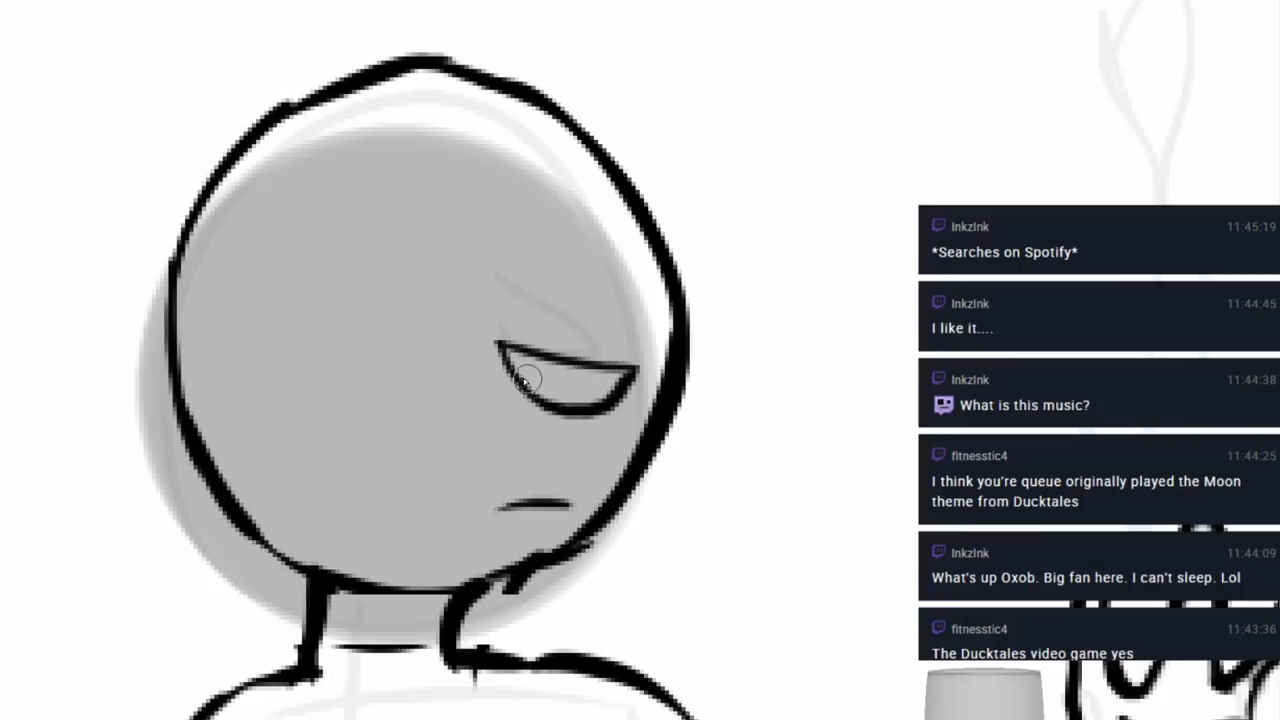 InkzInk 11:45:19
*Searches on Spotify*
InkzInk 11:44:45
I like it....
InkzInk 11:44:38
What is this music?
fitnesstic4 11:44:25
I think you're queue originally played the Moon
theme from Ducktales
InkzInk 11:44:09
What's up Oxob. Big fan here. I can't sleep. Lol
fitnesstic4 11:43:36
The Ducktales video game yes